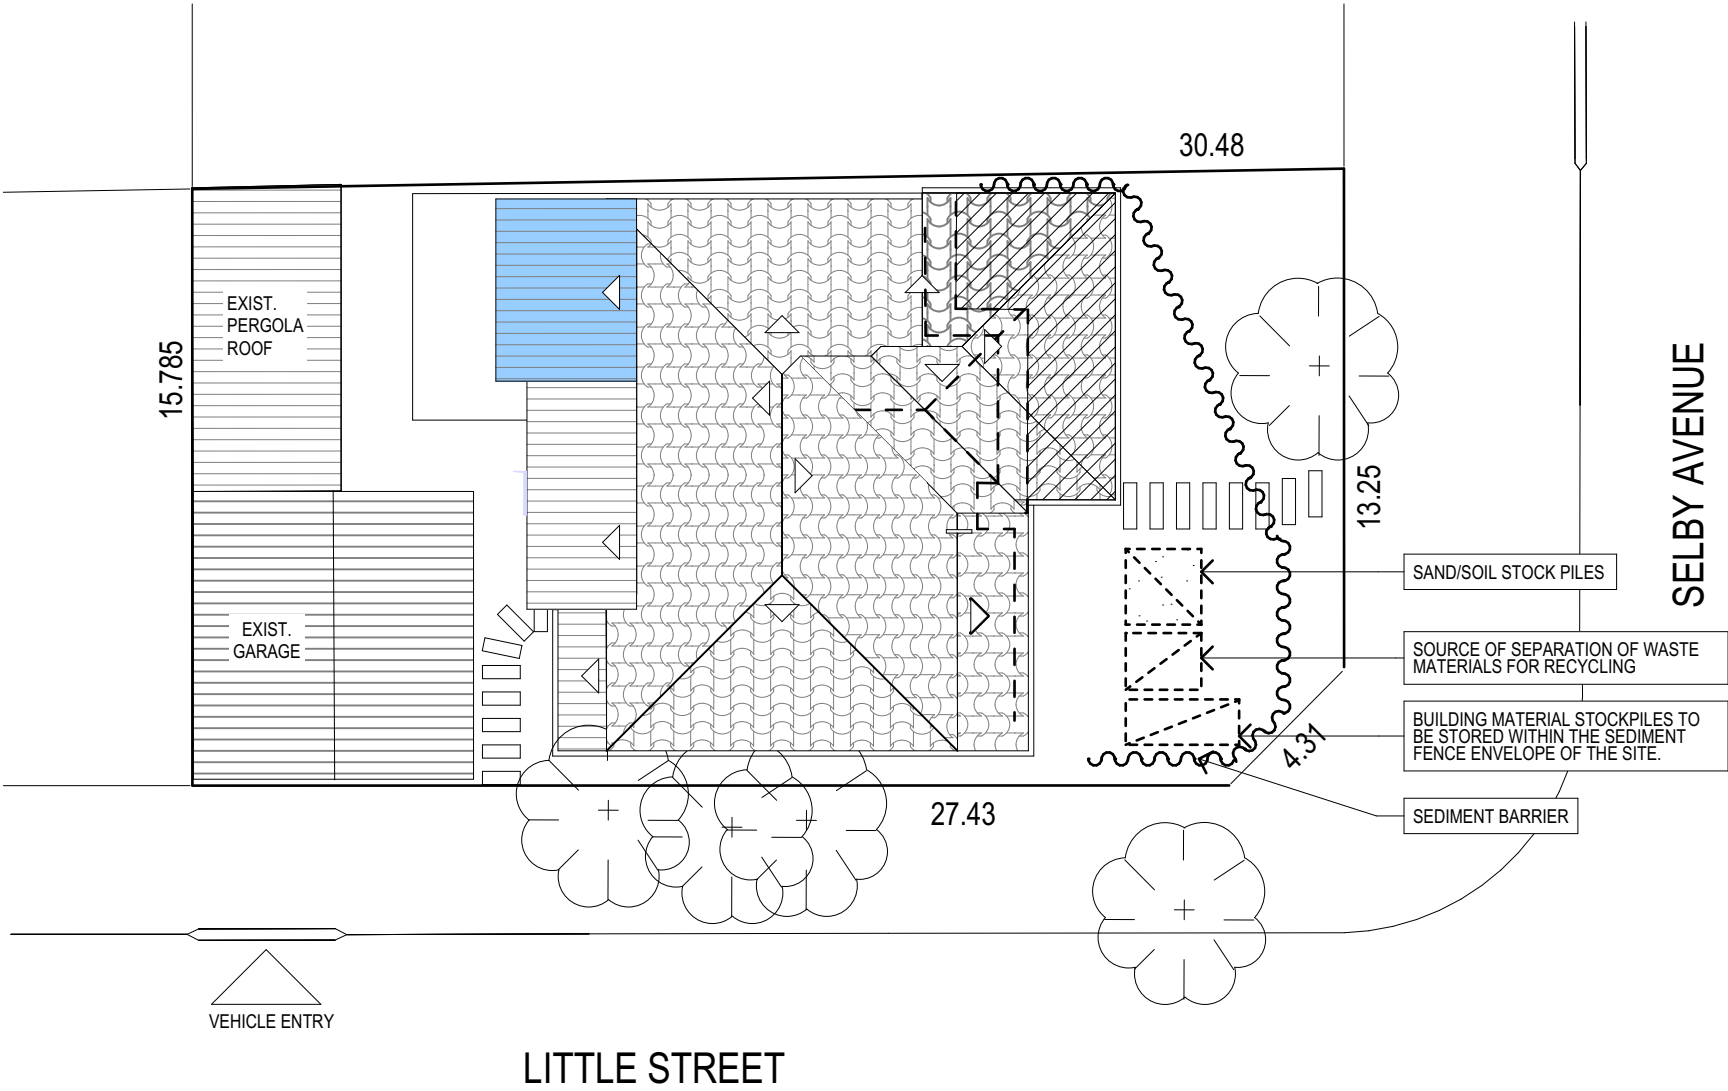 30.48
EXIST.
PERGOLA
ROOF
15.785
SELBY AVENUE
13.25
SAND/SOIL STOCK PILES
EXIST.
GARAGE
SOURCE OF SEPARATION OF WASTE
MATERIALS FOR RECYCLING
BUILDING MATERIAL STOCKPILES TO
BE STORED WITHIN THE SEDIMENT
FENCE ENVELOPE OF THE SITE.
4.31
27.43
SEDIMENT BARRIER
VEHICLE ENTRY
LITTLE STREET